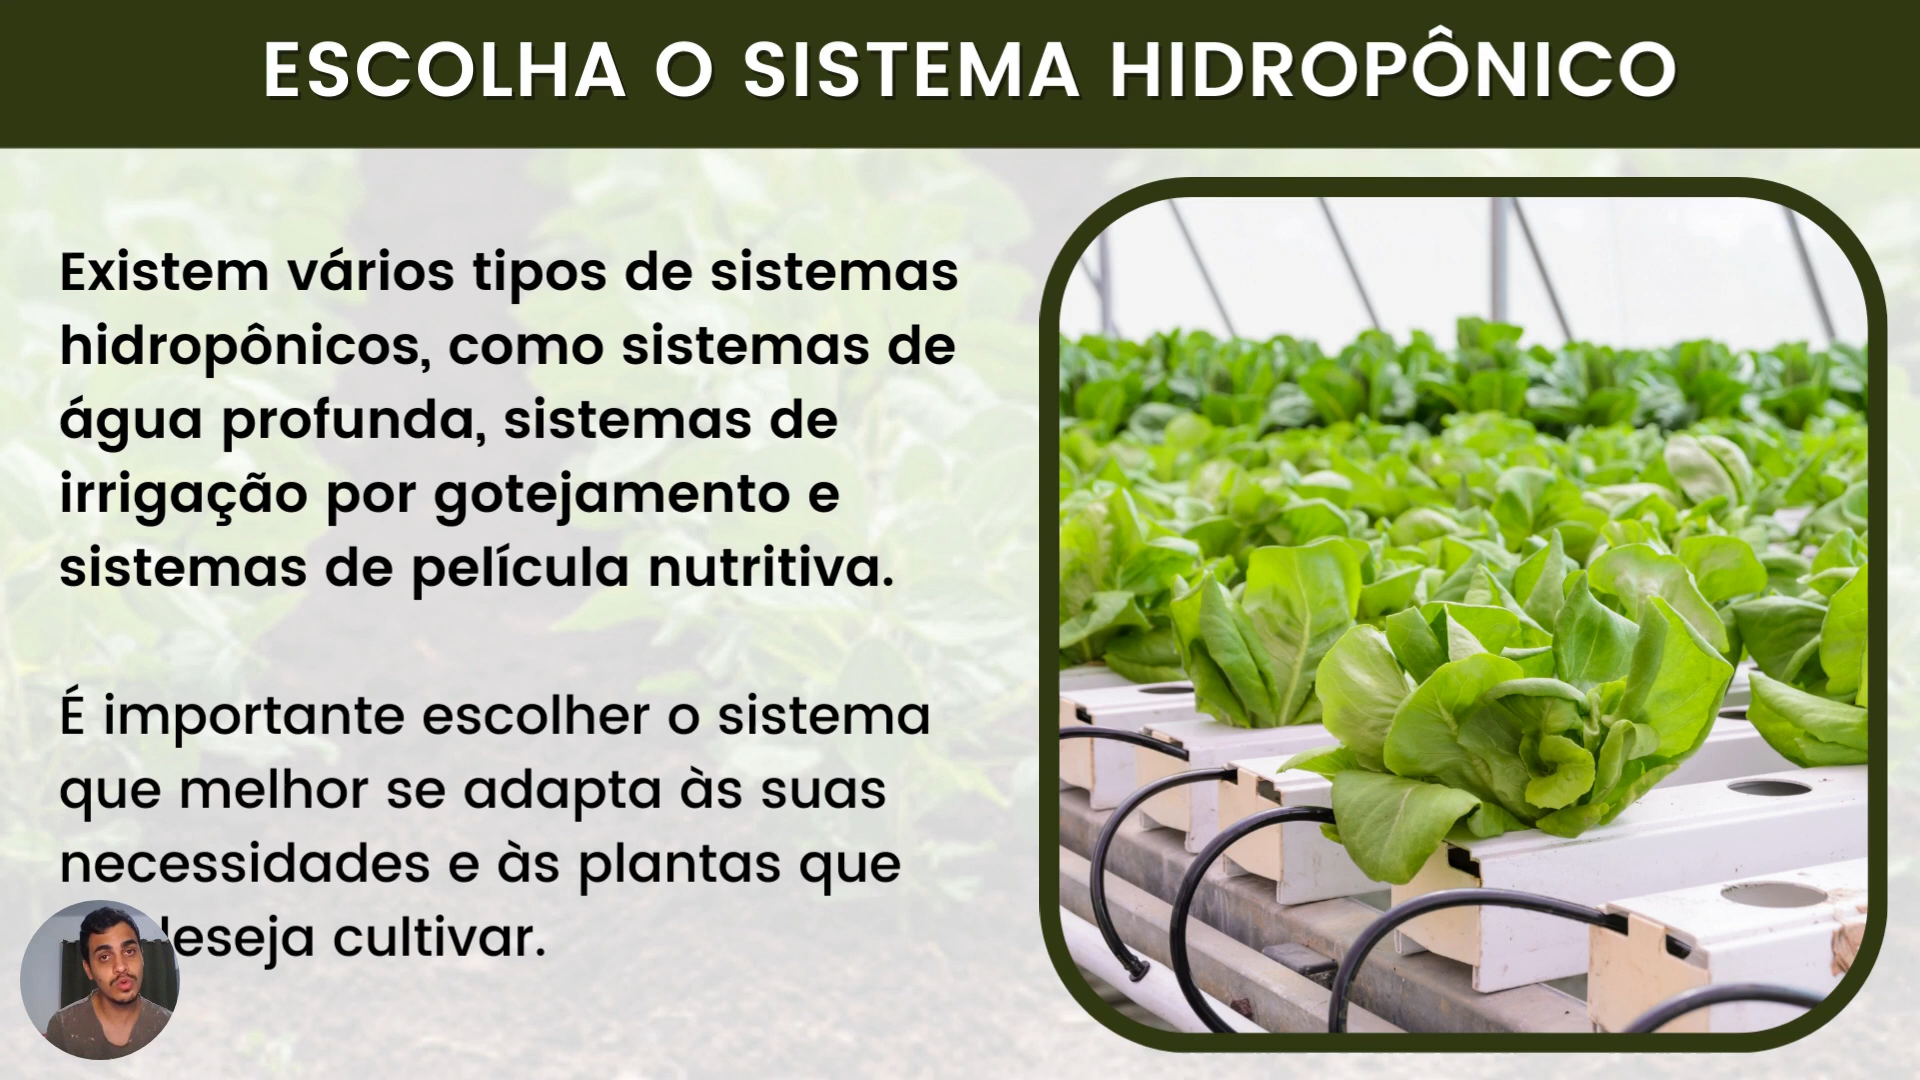 ESCOLHA O SISTEMA HIDROPÔNICO
Existem vários tipos de sistemas
hidropônicos, como sistemas de
água profunda, sistemas de
irrigação por gotejamento e
sistemas de película nutritiva.
É importante escolher o sistema
que melhor se adapta às suas
necessidades e às plantas que
deseja cultivar.